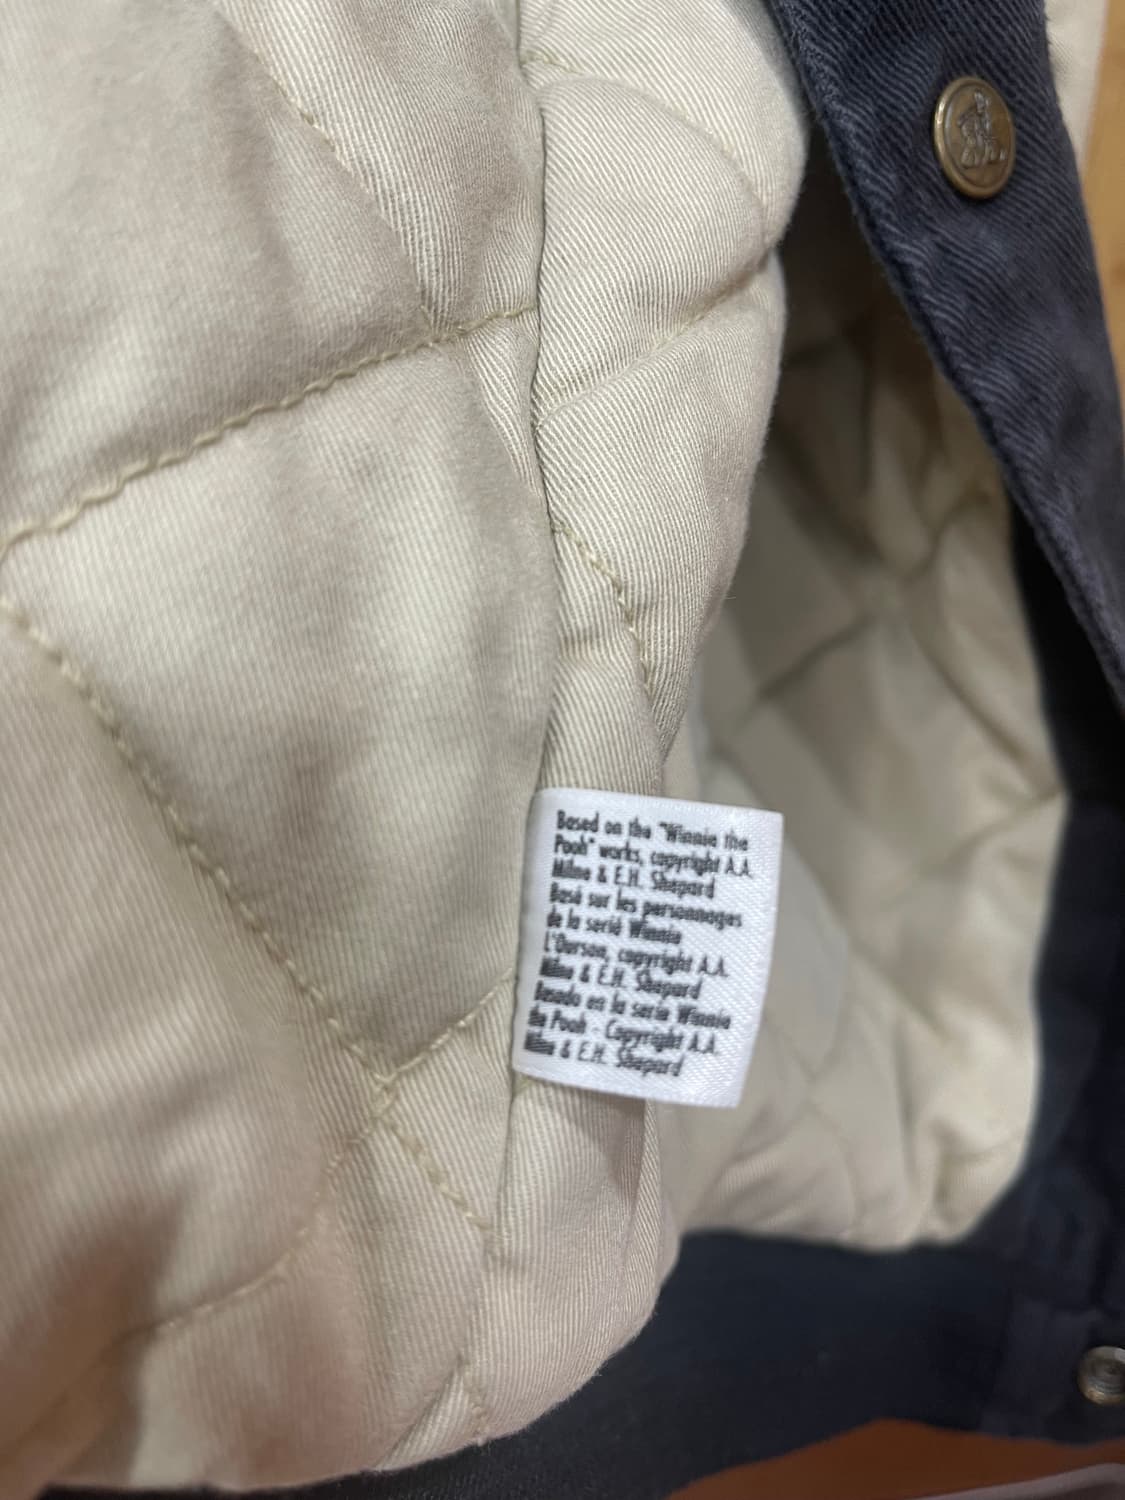 Based on the "Winnie the
Pooh" works, copyright A.A.
Milne & E.H. Shepard
Basé sur les personnages
de la serié Winnie
L'Ourson, copyright A.A.
Milne & E.H. Shepard
Basado en la serie Winnie
the Pooh - Copyright A.A.
Milne & E.H. Shepard